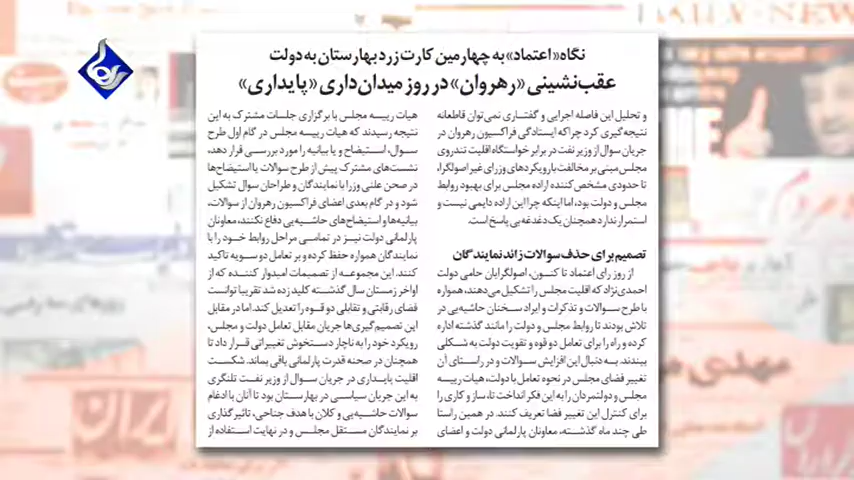 نگاه «اعتماد» به چهارمین کارت زرد بهارستان به دولت
عقب‌نشینی «رهروان» در روز میدان‌داری «پایداری»
و تحلیل این فاصله اجرایی و گفتاری نمی‌توان قاطعانه
نتیجه‌گیری کرد چراکه ایستادگی فراکسیون رهروان در
جریان سوال از وزیر نفت در برابر خواستگاه اقلیت تندروی
مجلس مبنی بر مخالفت با رویکردهای وزرای غیر اصولگرا،
تا حدودی مشخص کننده اراده مجلس برای بهبود روابط
مجلس و دولت بود، اما اینکه چرا این اراده دایمی نیست و
استمرار ندارد همچنان یک دغدغه بی پاسخ است.
تصمیم برای حذف سوالات زائد نمایندگان
از روز رای اعتماد تا کنون، اصولگرایان حامی دولت
احمدی‌نژاد که اقلیت مجلس را تشکیل می‌دهند، همواره
با طرح سوالات و تذکرات و ایراد سخنان حاشیه‌یی در
تلاش بودند تا روابط مجلس و دولت را مانند گذشته اداره
کرده و راه را برای تعامل دو قوه و تقویت دولت به شکلی
ببندند. به دنبال این افزایش سوالات و در راستای آن
تغییر فضای مجلس در نحوه تعامل با دولت، هیات رییسه
مجلس و دولتمردان را به این فکر انداخت تا، ساز و کاری را
برای کنترل این تغییر فضا تعریف کنند. در همین راستا
طی چند ماه گذشته، معاونان پارلمانی دولت و اعضای
هیات رییسه مجلس با برگزاری جلسات مشترک به این
نتیجه رسیدند که هیات رییسه مجلس در گام اول طرح
سوال، استیضاح و یا بیانیه را مورد بررسی قرار دهد،
نشست‌های مشترک پیش از طرح سوالات یا استیضاح‌ها
در صحن علنی وزرا با نمایندگان و طراحان سوال تشکیل
شود و در گام بعدی اعضای فراکسیون رهروان از سوالات،
بیانیه‌ها و استیضاح‌های حاشیه‌یی دفاع نکنند، معاونان
پارلمانی دولت نیز در تمامی مراحل روابط خود را با
نمایندگان همواره حفظ کرده و بر تعامل دو سویه تاکید
کنند. این مجموعه از تصمیمات امیدوار کننده که از
اواخر زمستان سال گذشته کلید زده شد تقریبا توانست
فضای رقابتی و تقابلی دو قوه را تعدیل کند. اما در مقابل
این تصمیم‌گیری‌ها جریان مقابل تعامل دولت و مجلس،
رویکرد خود را به ناچار دستخوش تغییراتی قرار داد تا
همچنان در صحنه قدرت پارلمانی باقی بماند. شکست
اقلیت پایداری در جریان سوال از وزیر نفت تلنگری
به این جریان سیاسی در بهارستان بود تا آنان با ادغام
سوالات حاشیه‌یی و کلان با هدف جناحی، تاثیر گذاری
بر نمایندگان مستقل مجلس و در نهایت استفاده از